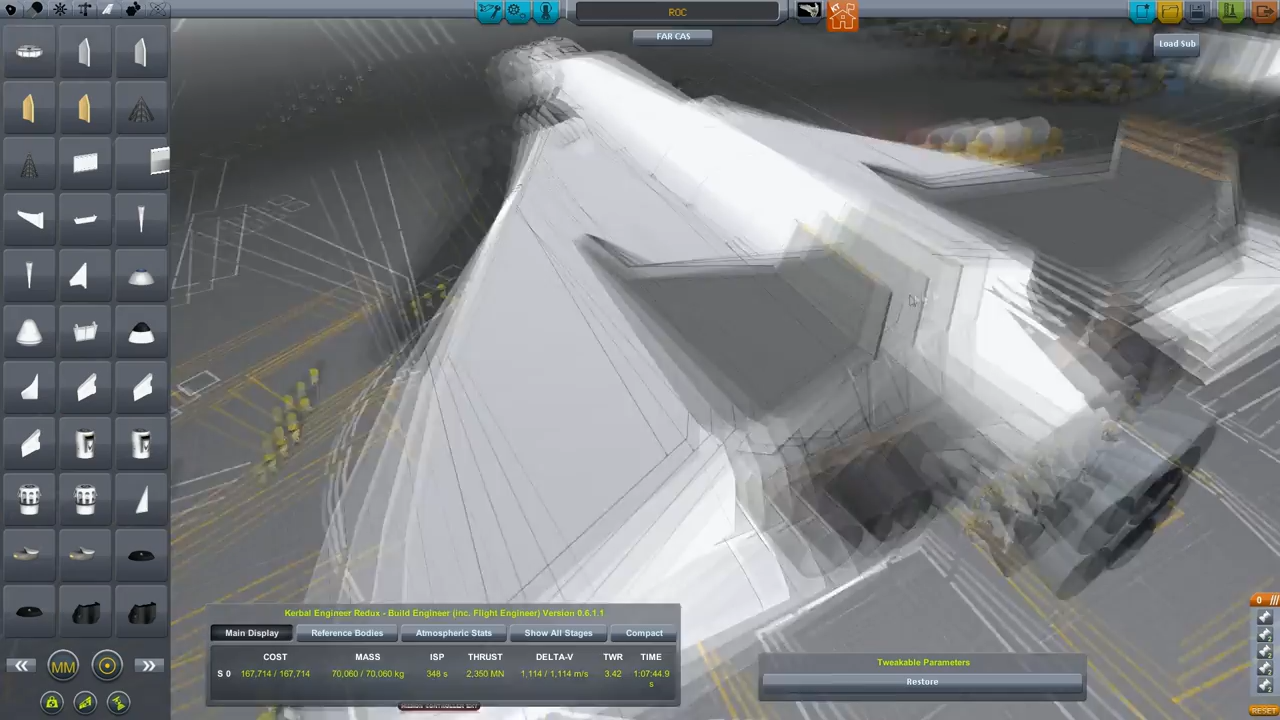 ROC
FAR CAS
Load Sub
MM
Kerbal Engineer Redux - Build Engineer (inc. Flight Engineer) Version 0.6.1.1
Main Display Reference Bodies Atmospheric Stats Show All Stages Compact
COST MASS ISP THRUST DELTA-V TWR TIME
S 0 167,714 / 167,714 70,060 / 70,060 kg 348 s 2,350 MN 1,114 / 1,114 m/s 3.42 1:07:44.9 s
Tweakable Parameters
Restore
0
RESET